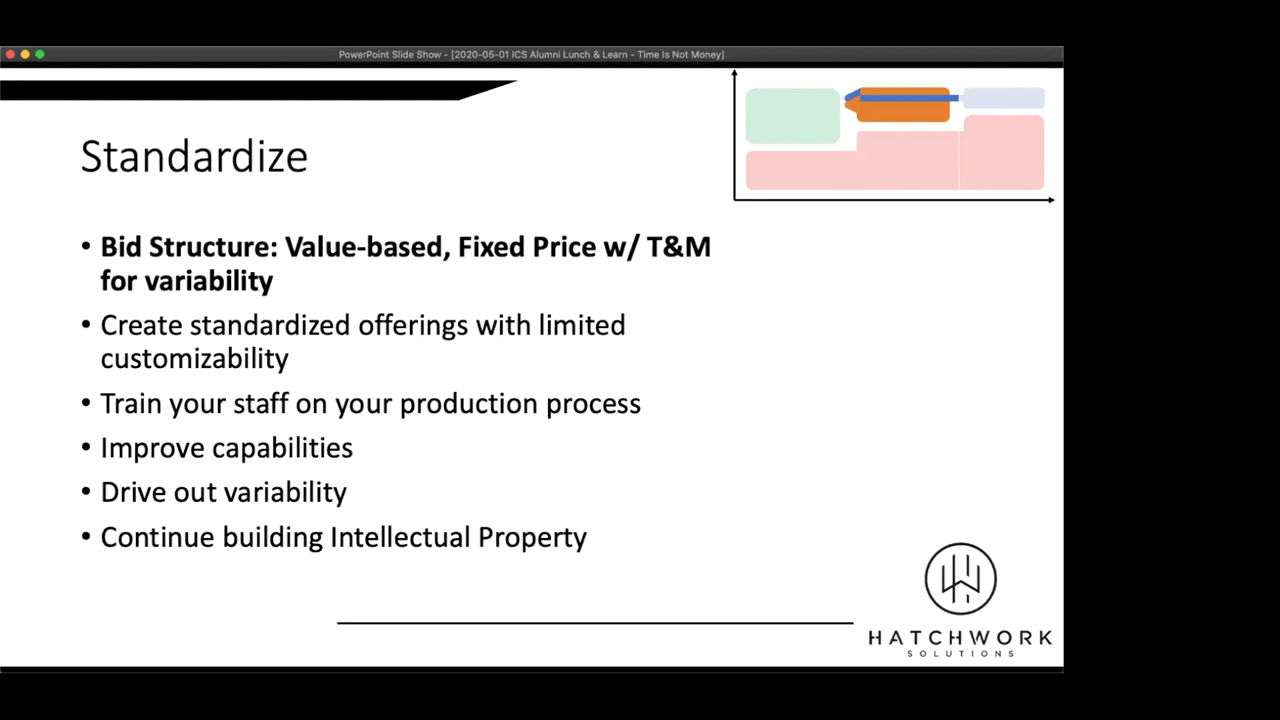 PowerPoint Slide Show - [2020-05-01 ICS Alumni Lunch & Learn - Time Is Not Money]
Standardize
• Bid Structure: Value-based, Fixed Price w/ T&M
for variability
• Create standardized offerings with limited
customizability
• Train your staff on your production process
• Improve capabilities
• Drive out variability
• Continue building Intellectual Property
HATCHWORK
SOLUTIONS